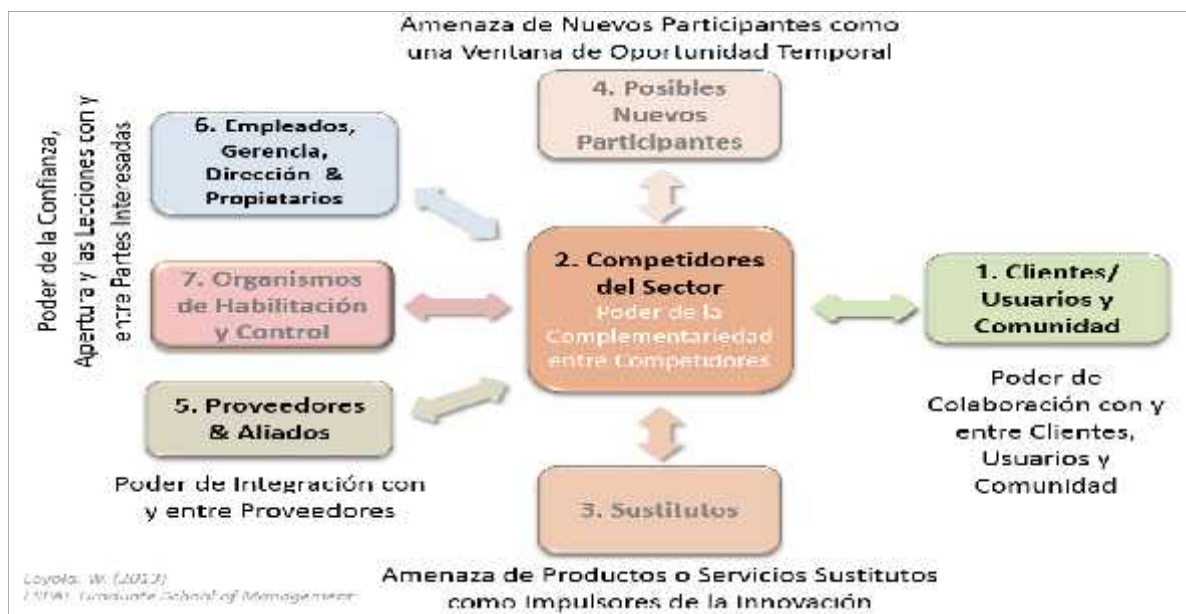 Amenaza de Nuevos Participantes como
una Ventana de Oportunidad Temporal
4. Posibles
Nuevos
Participantes
Poder de la Confianza,
Apertura y las Lecciones con y
entre Partes Interesadas
6. Empleados,
Gerencia,
Dirección &
Propietarios
7. Organismos
de Habilitación
y Control
5. Proveedores
& Aliados
Poder de Integración con
y entre Proveedores
2. Competidores
del Sector
Poder de la
Complementariedad
entre Competidores
1. Clientes/
Usuarios y
Comunidad
Poder de
Colaboración con y
entre Clientes,
Usuarios y
Comunidad
3. Sustitutos
Amenaza de Productos o Servicios Sustitutos
como Impulsores de la Innovación
Loyola, W. (2013)
Graduate School of Management